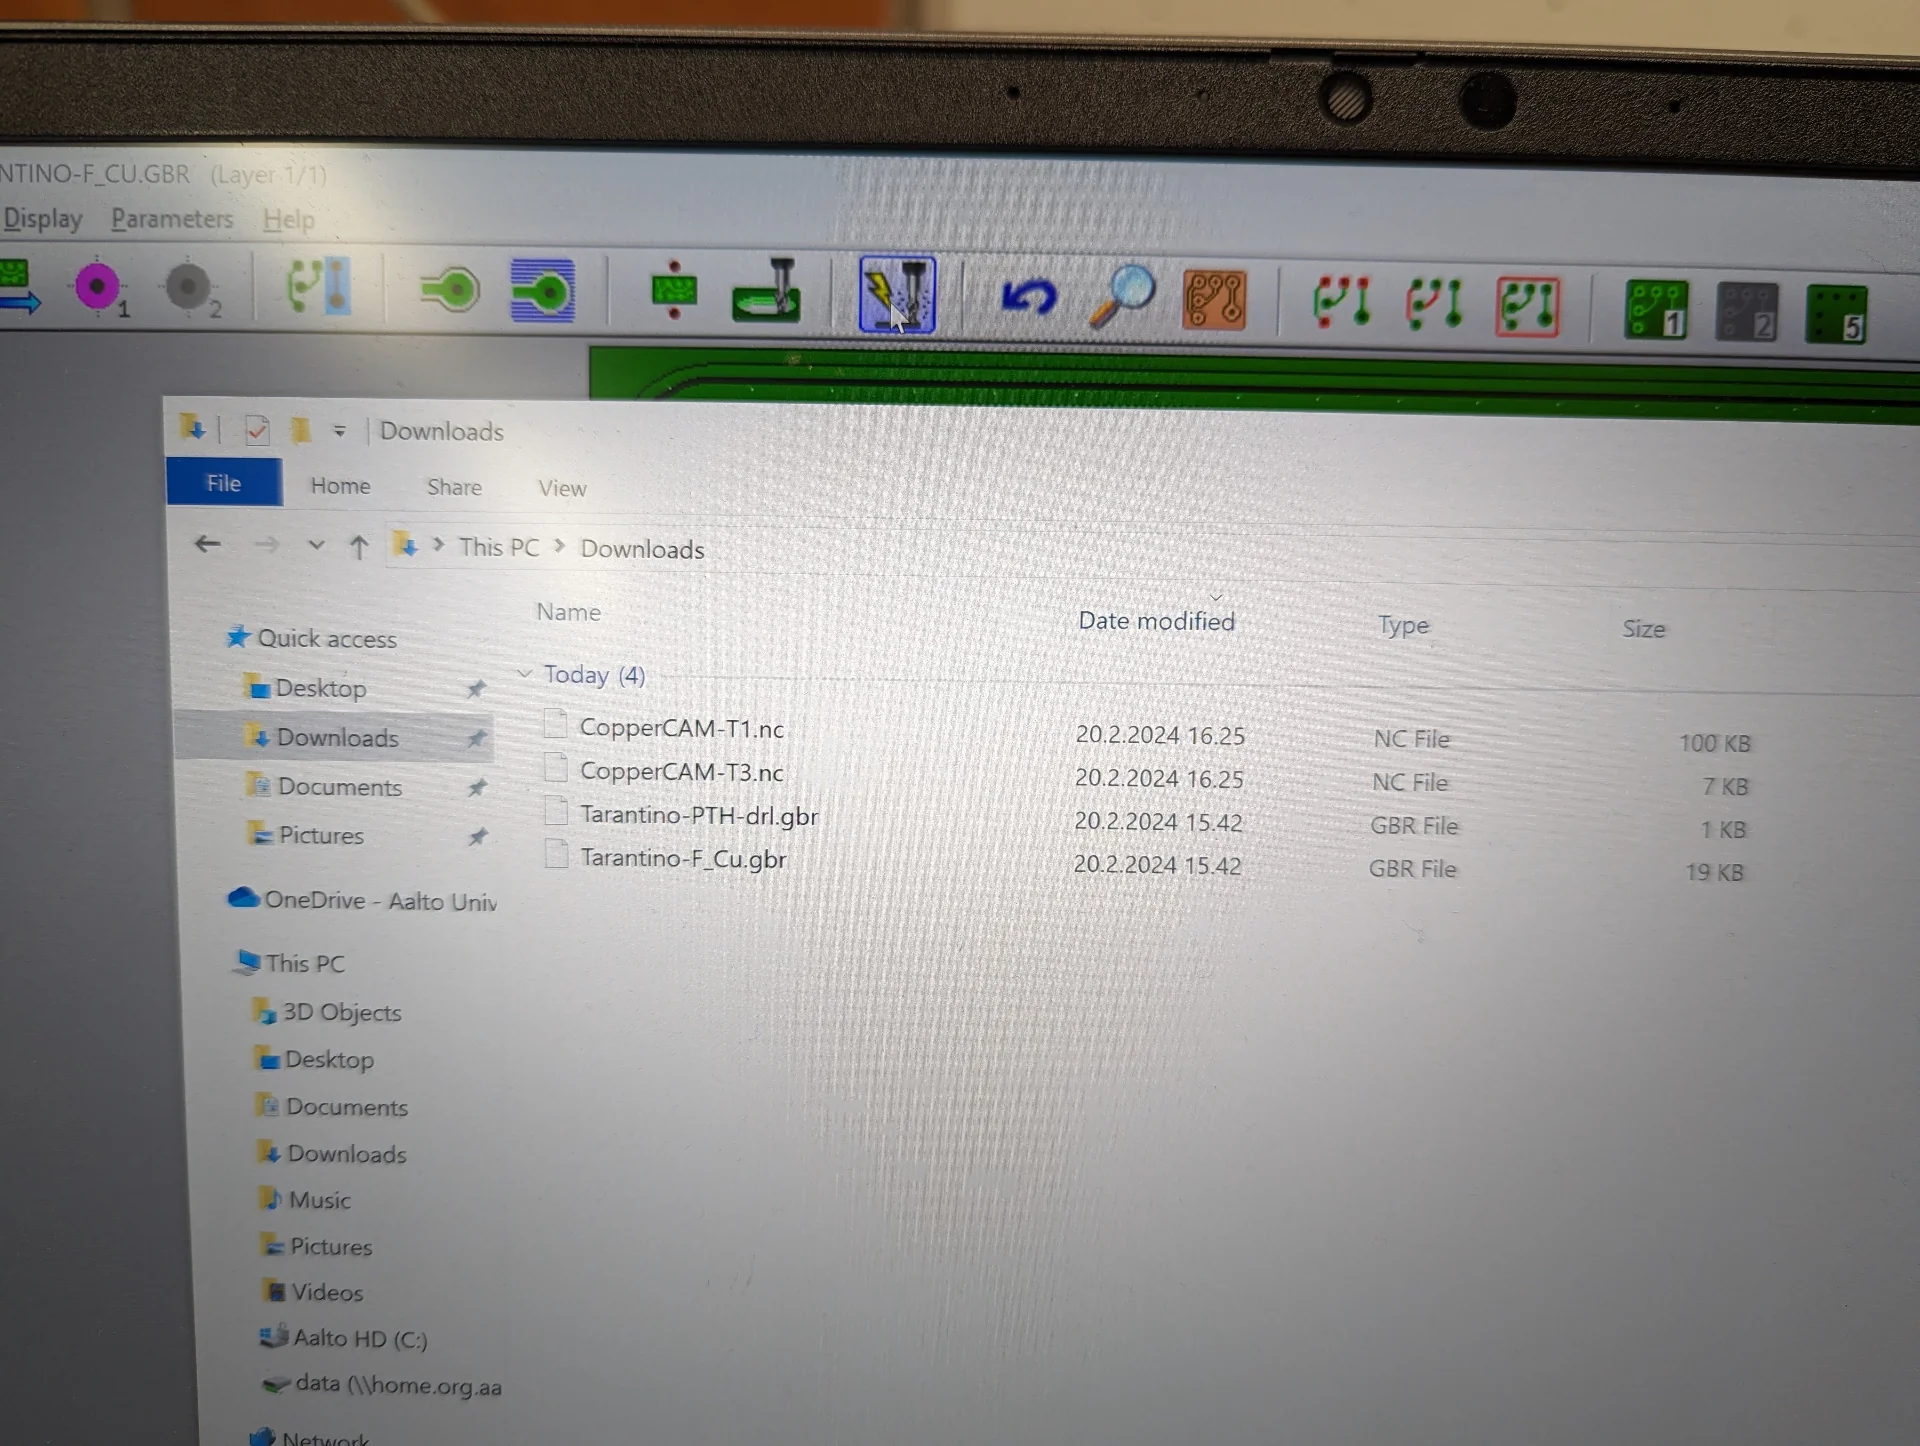 NTINO-F_CU.GBR (Layer 1/1)
Display Parameters Help
1 2 1 2 5
Downloads
File Home Share View
This PC > Downloads
Name Date modified Type Size
Quick access
Today (4)
Desktop
CopperCAM-T1.nc 20.2.2024 16.25 NC File 100 KB
Downloads
CopperCAM-T3.nc 20.2.2024 16.25 NC File 7 KB
Documents
Tarantino-PTH-drl.gbr 20.2.2024 15.42 GBR File 1 KB
Pictures
Tarantino-F_Cu.gbr 20.2.2024 15.42 GBR File 19 KB
OneDrive - Aalto Univ
This PC
3D Objects
Desktop
Documents
Downloads
Music
Pictures
Videos
Aalto HD (C:)
data (\\home.org.aa
Network